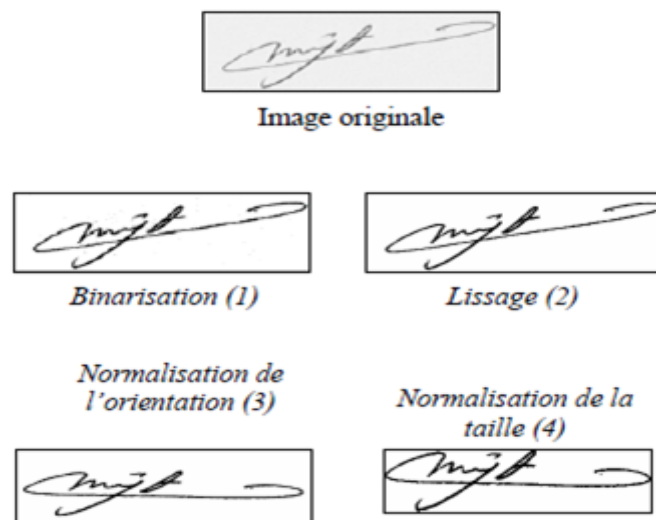 Image originale
Binarisation (1)
Lissage (2)
Normalisation de
l'orientation (3)
Normalisation de la
taille (4)